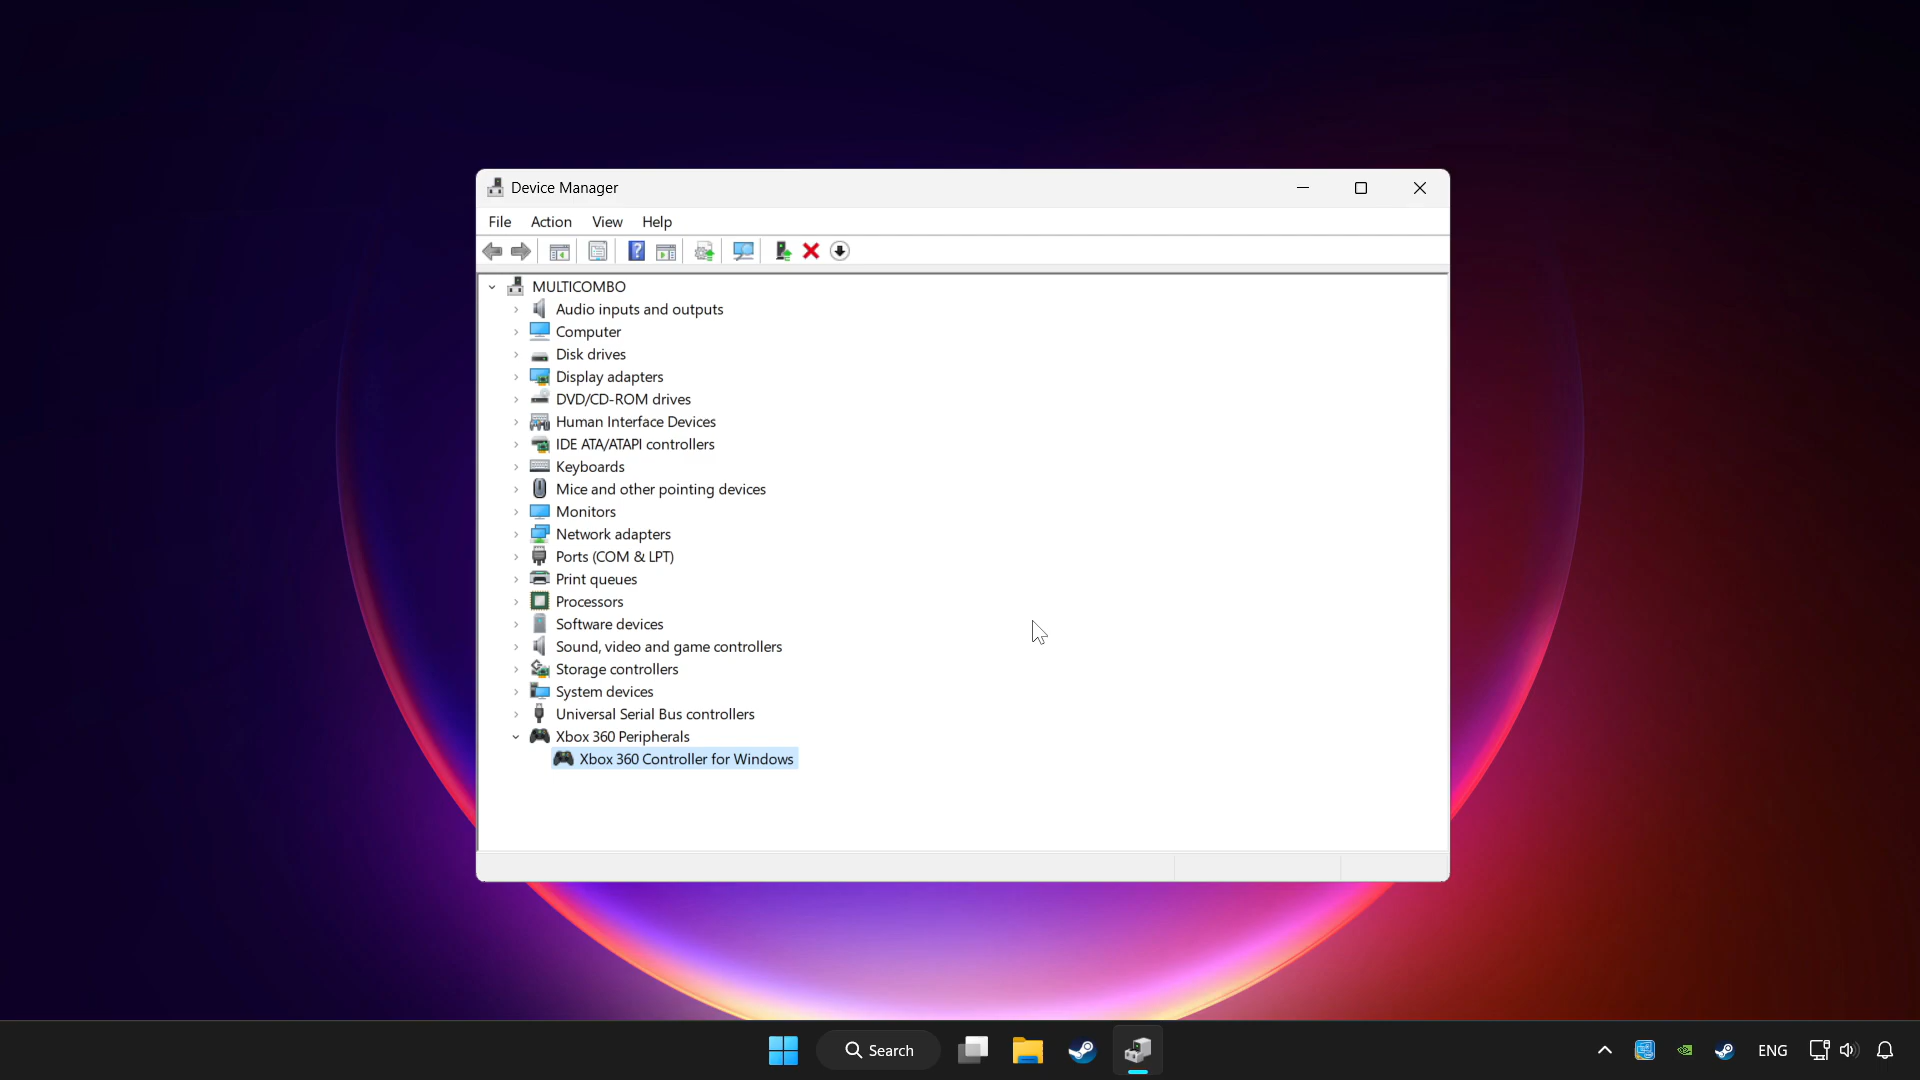 Device Manager
File Action View Help
MULTICOMBO
Audio inputs and outputs
Computer
Disk drives
Display adapters
DVD/CD-ROM drives
Human Interface Devices
IDE ATA/ATAPI controllers
Keyboards
Mice and other pointing devices
Monitors
Network adapters
Ports (COM & LPT)
Print queues
Processors
Software devices
Sound, video and game controllers
Storage controllers
System devices
Universal Serial Bus controllers
Xbox 360 Peripherals
Xbox 360 Controller for Windows
Search
ENG